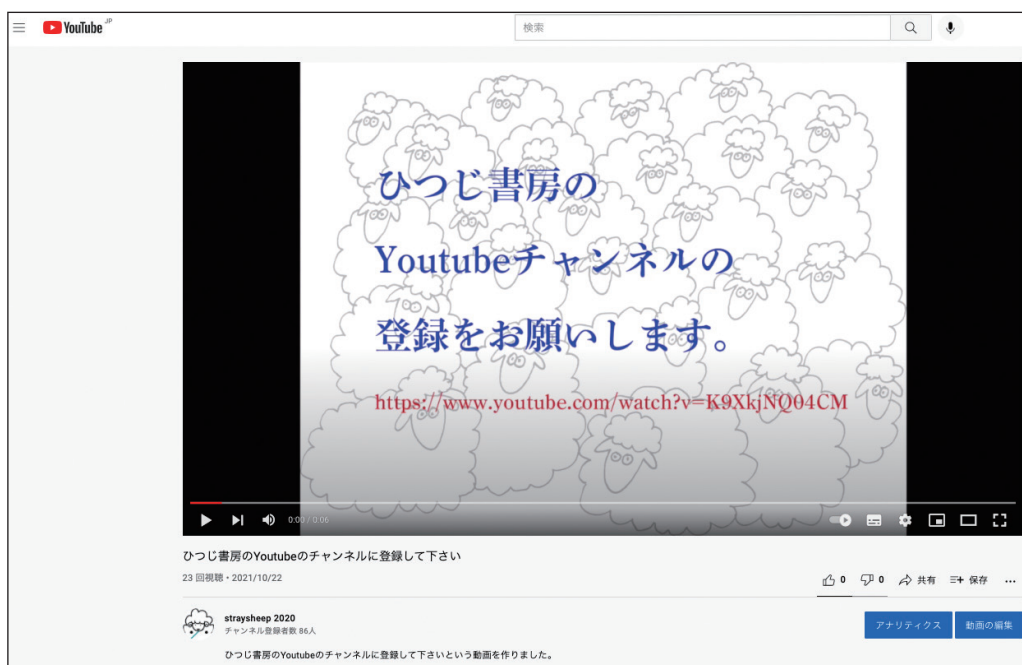 YouTube JP
検索
ひつじ書房の
Youtubeチャンネルの
登録をお願いします。
https://www.youtube.com/watch?v=K9XkjNQ04CM
0:00 / 0:06
ひつじ書房のYoutubeのチャンネルに登録して下さい
23 回視聴・2021/10/22
0 0 共有 保存 …
straysheep 2020
チャンネル登録者数 86人
アナリティクス 動画の編集
ひつじ書房のYoutubeのチャンネルに登録して下さいという動画を作りました。